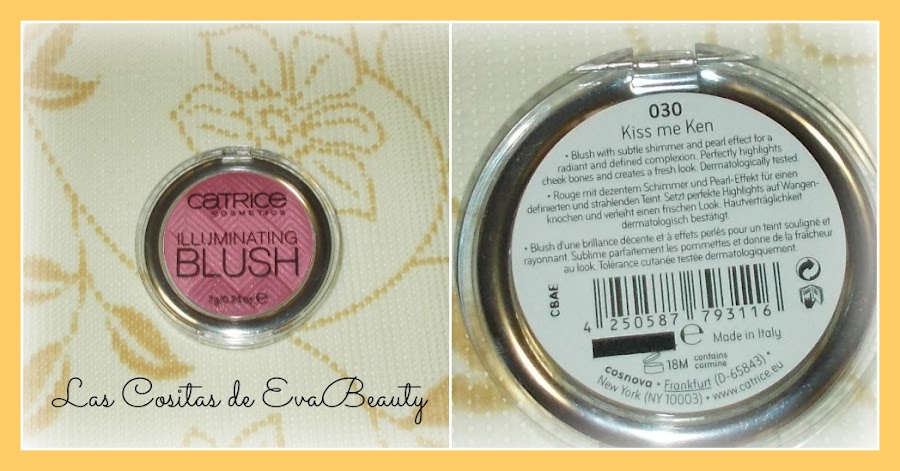 CATRICE
COSMETICS
ILLUMINATING
BLUSH
7g/0.24oz e
Las Cositas de EvaBeauty
030
Kiss me Ken
• Blush with subtle shimmer and pearl effect for a
radiant and defined complexion. Perfectly highlights
cheek bones and creates a fresh look. Dermatologically tested.
• Rouge mit dezentem Schimmer und Pearl-Effekt für einen
definierten und strahlenden Teint. Setzt perfekte Highlights auf Wangen-
knochen und verleiht einen frischen Look. Hautverträglichkeit
dermatologisch bestätigt.
• Blush d'une brillance décente et à effets perlés pour un teint souligné et
rayonnant. Sublime parfaitement les pommettes et donne de la fraîcheur
au look. Tolérance cutanée testée dermatologiquement.
CBAE
4 250587 793116
e Made in Italy
18M contains
carmine
cosnova • Frankfurt (D-65843) •
New York (NY 10003) • www.catrice.eu